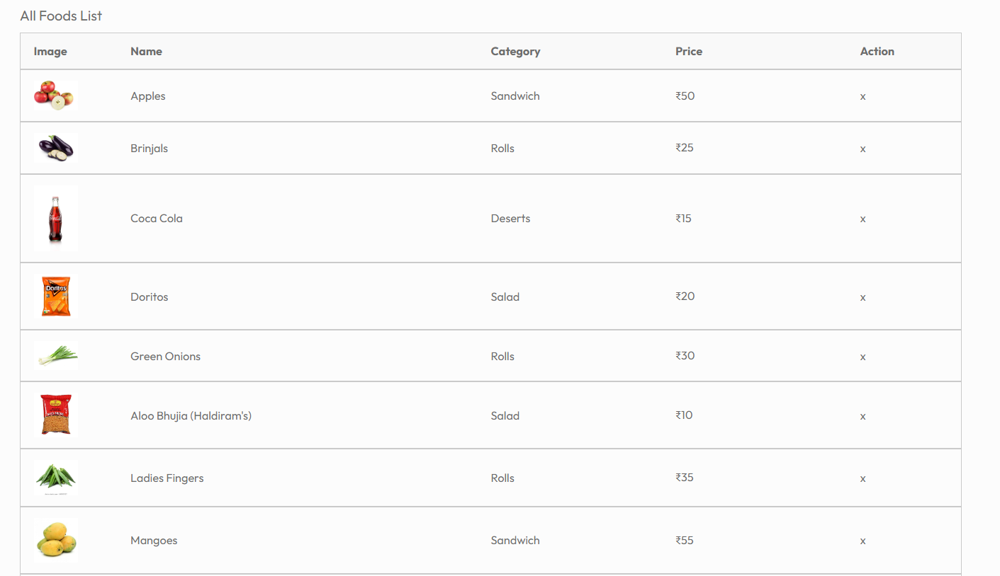 All Foods List
Image Name Category Price Action
Apples Sandwich ₹50 x
Brinjals Rolls ₹25 x
Coca Cola Deserts ₹15 x
Doritos
Doritos Salad ₹20 x
Green Onions Rolls ₹30 x
Aloo Bhujia (Haldiram's) Salad ₹10 x
Ladies Fingers Rolls ₹35 x
Mangoes Sandwich ₹55 x